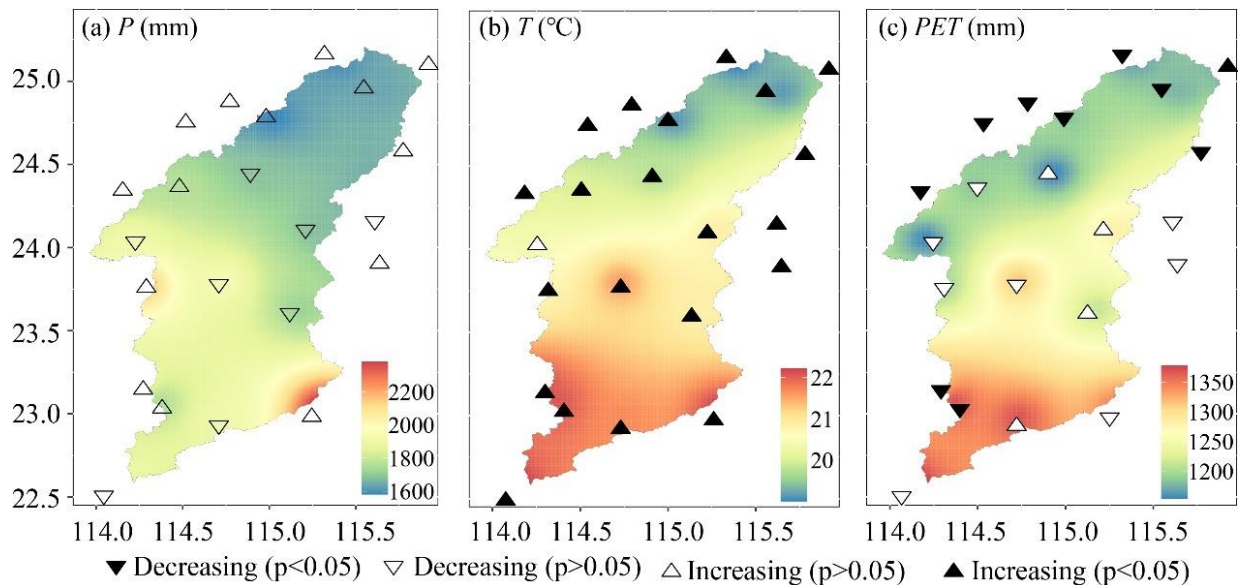 (a) P (mm)
(b) T (℃)
(c) PET (mm)
25.0
24.5
24.0
23.5
23.0
22.5
2200
2000
1800
1600
22
21
20
1350
1300
1250
1200
114.0 114.5 115.0 115.5
114.0 114.5 115.0 115.5
114.0 114.5 115.0 115.5
▼ Decreasing (p<0.05) ▽ Decreasing (p>0.05) △ Increasing (p>0.05) ▲ Increasing (p<0.05)